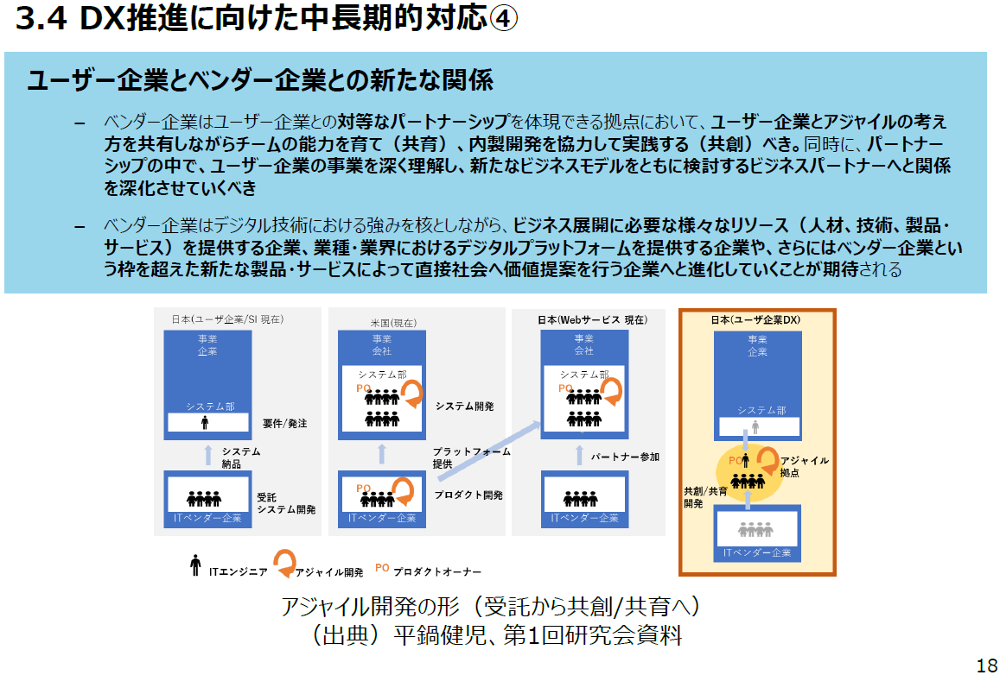 3.4 DX推進に向けた中長期的対応④
ユーザー企業とベンダー企業との新たな関係
– ベンダー企業はユーザー企業との対等なパートナーシップを体現できる拠点において、ユーザー企業とアジャイルの考え
方を共有しながらチームの能力を育て（共育）、内製開発を協力して実践する（共創）べき。同時に、パートナー
シップの中で、ユーザー企業の事業を深く理解し、新たなビジネスモデルをともに検討するビジネスパートナーへと関係
を深化させていくべき
– ベンダー企業はデジタル技術における強みを核としながら、ビジネス展開に必要な様々なリソース（人材、技術、製品・
サービス）を提供する企業、業種・業界におけるデジタルプラットフォームを提供する企業や、さらにはベンダー企業とい
う枠を超えた新たな製品・サービスによって直接社会へ価値提案を行う企業へと進化していくことが期待される
日本(ユーザ企業/SI 現在)
事業
企業
システム部
要件/発注
システム
納品
受託
システム開発
ITベンダー企業
米国(現在)
事業
会社
システム部
PO
システム開発
プラットフォーム
提供
PO
プロダクト開発
ITベンダー企業
日本(Webサービス 現在)
事業
会社
システム部
PO
パートナー参加
ITベンダー企業
日本(ユーザ企業DX)
事業
企業
システム部
PO
アジャイル
拠点
共創/共育
開発
ITベンダー企業
ITエンジニア
アジャイル開発
PO プロダクトオーナー
アジャイル開発の形（受託から共創/共育へ）
（出典）平鍋健児、第1回研究会資料
18